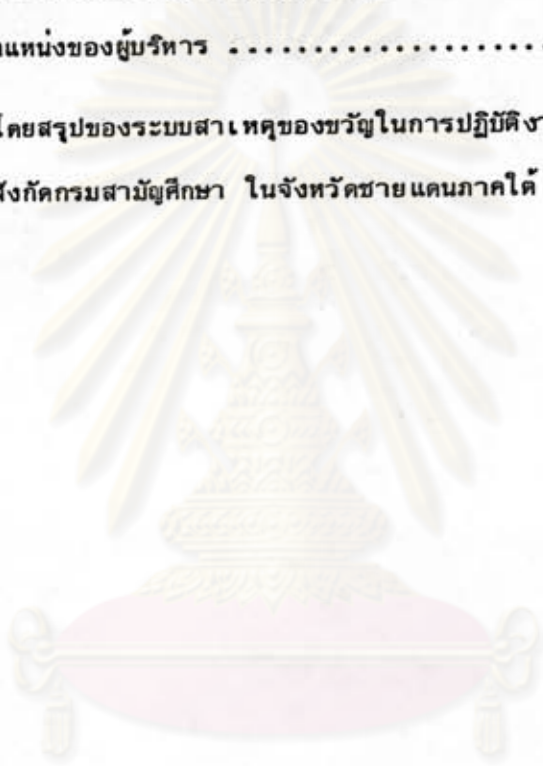 แหน่งของผู้บริหาร ....................
โดยสรุปของระบบสาเหตุของขวัญในการปฏิบัติง
สังกัดกรมสามัญศึกษา ในจังหวัดชายแดนภาคใต้